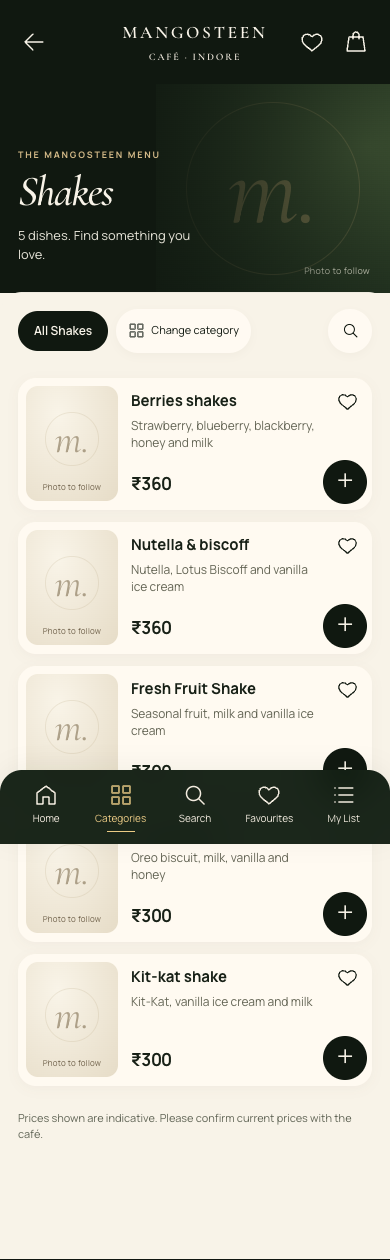 MANGOSTEEN
CAFÉ · INDORE
THE MANGOSTEEN MENU
Shakes
m.
5 dishes. Find something you
love.
Photo to follow
All Shakes
Change category
Berries shakes
Strawberry, blueberry, blackberry,
honey and milk
m.
Photo to follow
₹360
Nutella & biscoff
Nutella, Lotus Biscoff and vanilla
ice cream
m.
Photo to follow
₹360
Fresh Fruit Shake
Seasonal fruit, milk and vanilla ice
cream
m.
Home
Categories
Search
Favourites
My List
Oreo biscuit, milk, vanilla and
honey
m.
Photo to follow
₹300
Kit-kat shake
Kit-Kat, vanilla ice cream and milk
m.
Photo to follow
₹300
Prices shown are indicative. Please confirm current prices with the
café.